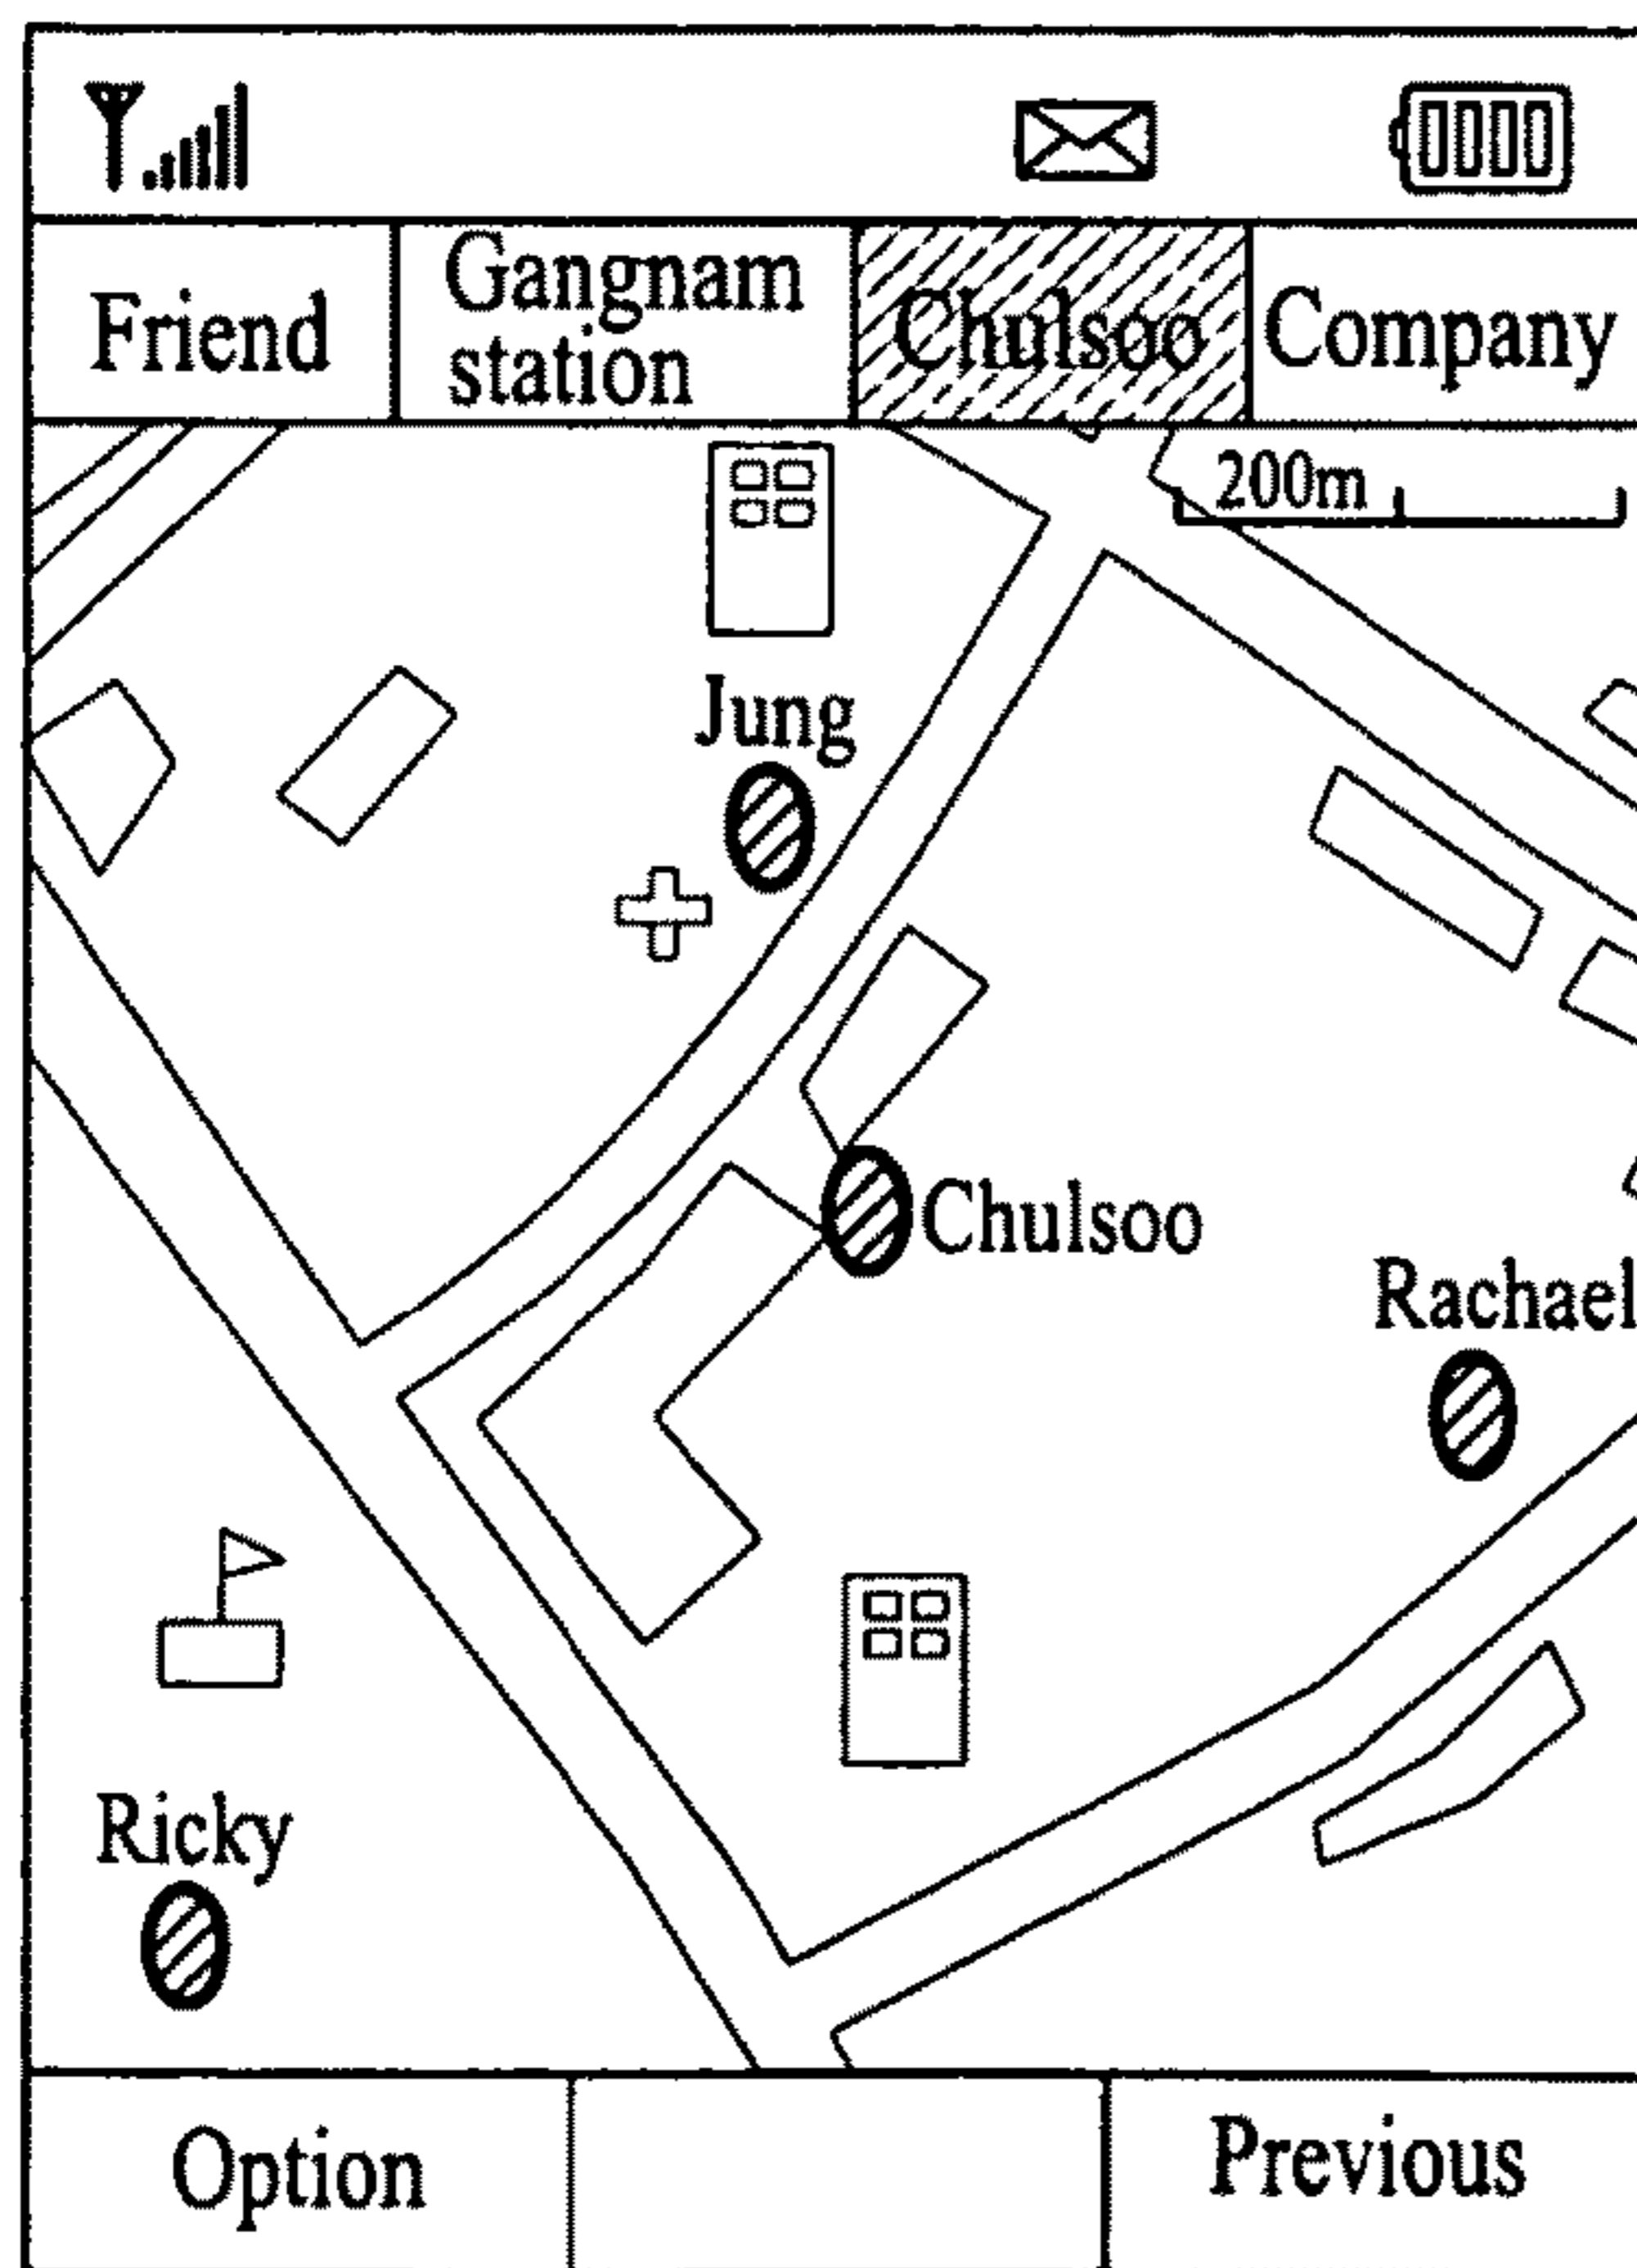 Friend
Gangnam
station
Chulsoo
Company
200m
Jung
Chulsoo
Rachael
Ricky
Option
Previous